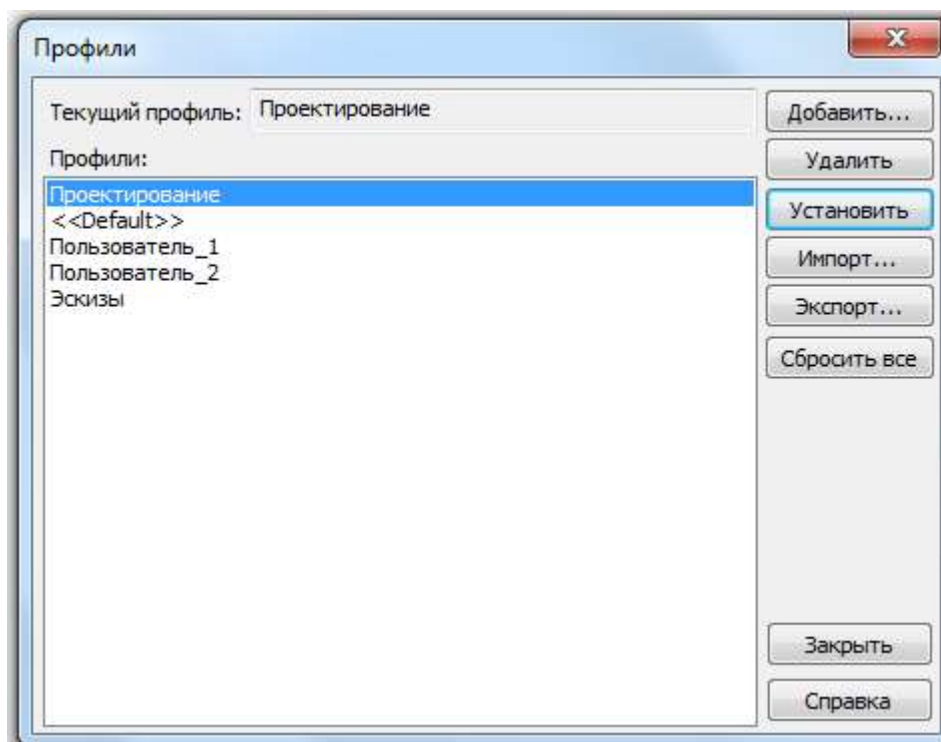 Профили
Текущий профиль: Проектирование
Профили:
Проектирование
<<Default>>
Пользователь_1
Пользователь_2
Эскизы
Добавить...
Удалить
Установить
Импорт...
Экспорт...
Сбросить все
Закрыть
Справка